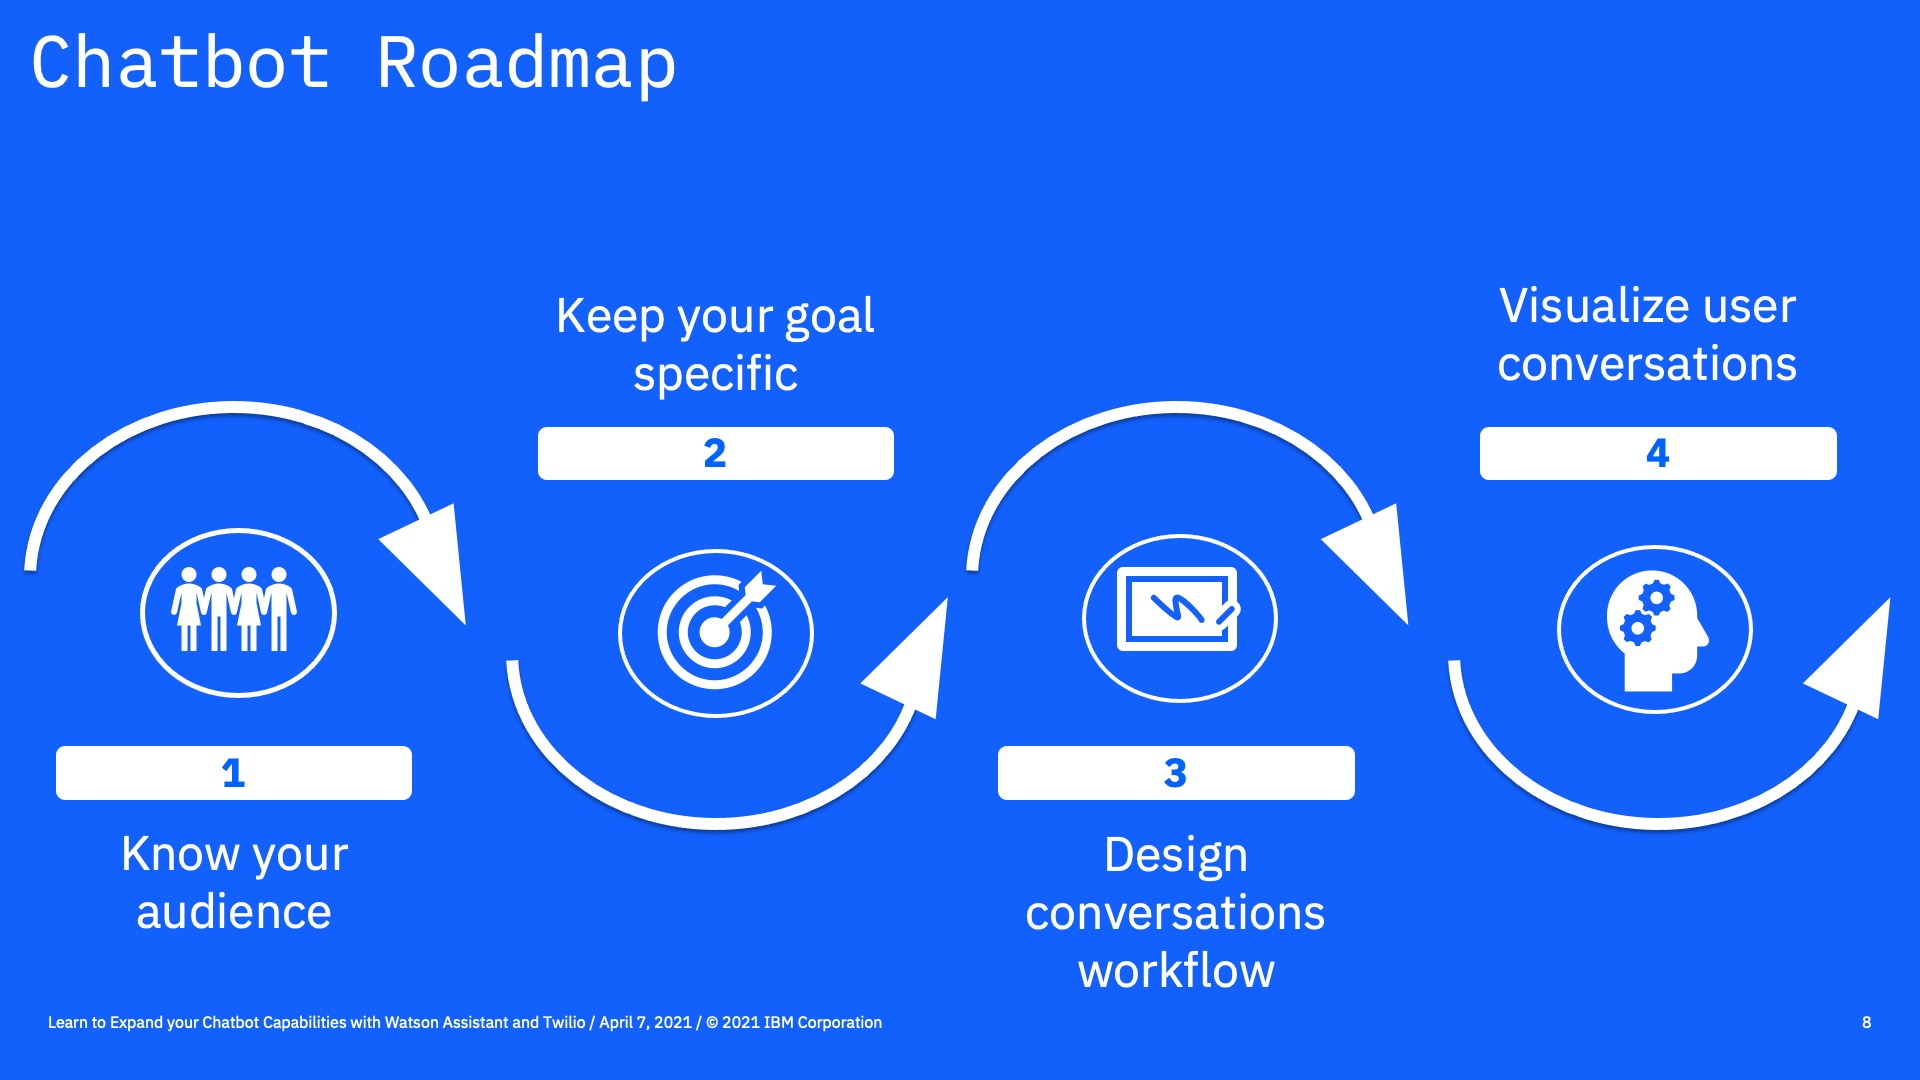 Chatbot Roadmap
1
Know your
audience
Keep your goal
specific
2
3
Design
conversations
workflow
Visualize user
conversations
4
Learn to Expand your Chatbot Capabilities with Watson Assistant and Twilio / April 7, 2021 / © 2021 IBM Corporation
8